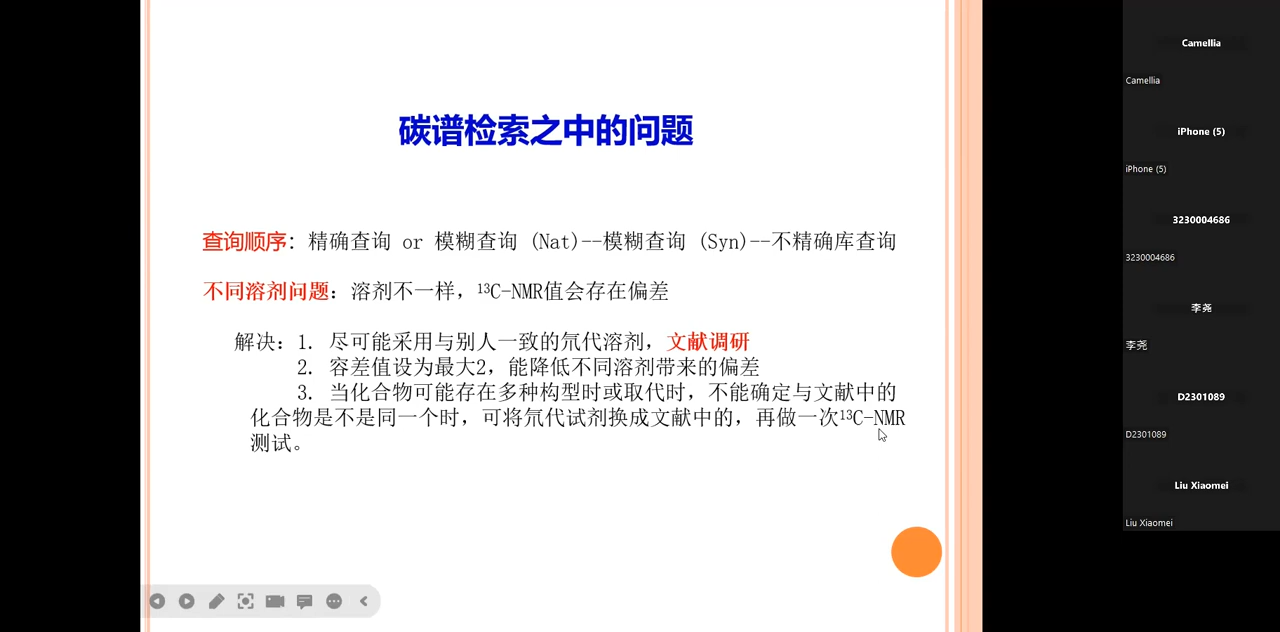 碳谱检索之中的问题
查询顺序：精确查询 or 模糊查询 (Nat)--模糊查询 (Syn)--不精确库查询
不同溶剂问题：溶剂不一样，¹³C-NMR值会存在偏差
解决：1. 尽可能采用与别人一致的氘代溶剂，文献调研
2. 容差值设为最大2，能降低不同溶剂带来的偏差
3. 当化合物可能存在多种构型时或取代时，不能确定与文献中的
化合物是不是同一个时，可将氘代试剂换成文献中的，再做一次¹³C-NMR
测试。
Camellia
Camellia
iPhone (5)
iPhone (5)
3230004686
3230004686
李尧
李尧
D2301089
D2301089
Liu Xiaomei
Liu Xiaomei